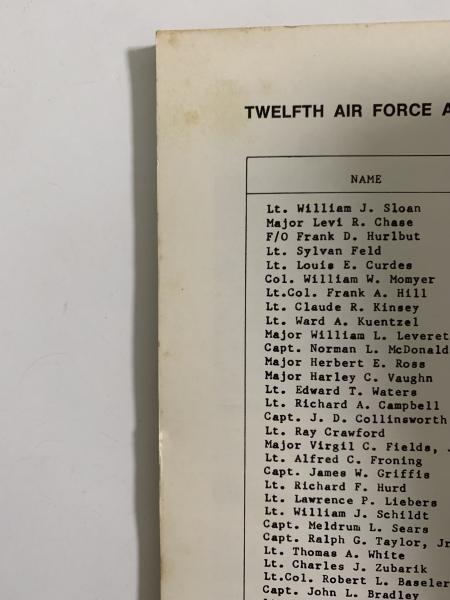 TWELFTH AIR FORCE A
NAME
Lt. William J. Sloan
Major Levi R. Chase
F/O Frank D. Hurlbut
Lt. Sylvan Feld
Lt. Louis E. Curdes
Col. William W. Momyer
Lt.Col. Frank A. Hill
Lt. Claude R. Kinsey
Lt. Ward A. Kuentzel
Major William L. Leveret
Capt. Norman L. McDonald
Major Herbert E. Ross
Major Harley C. Vaughn
Lt. Edward T. Waters
Lt. Richard A. Campbell
Capt. J. D. Collinsworth
Lt. Ray Crawford
Major Virgil C. Fields, J
Lt. Alfred C. Froning
Capt. James W. Griffis
Lt. Richard F. Hurd
Lt. Lawrence P. Liebers
Lt. William J. Schildt
Capt. Meldrum L. Sears
Capt. Ralph G. Taylor, Jr
Lt. Thomas A. White
Lt. Charles J. Zubarik
Lt.Col. Robert L. Baseler
Capt. John L. Bradley